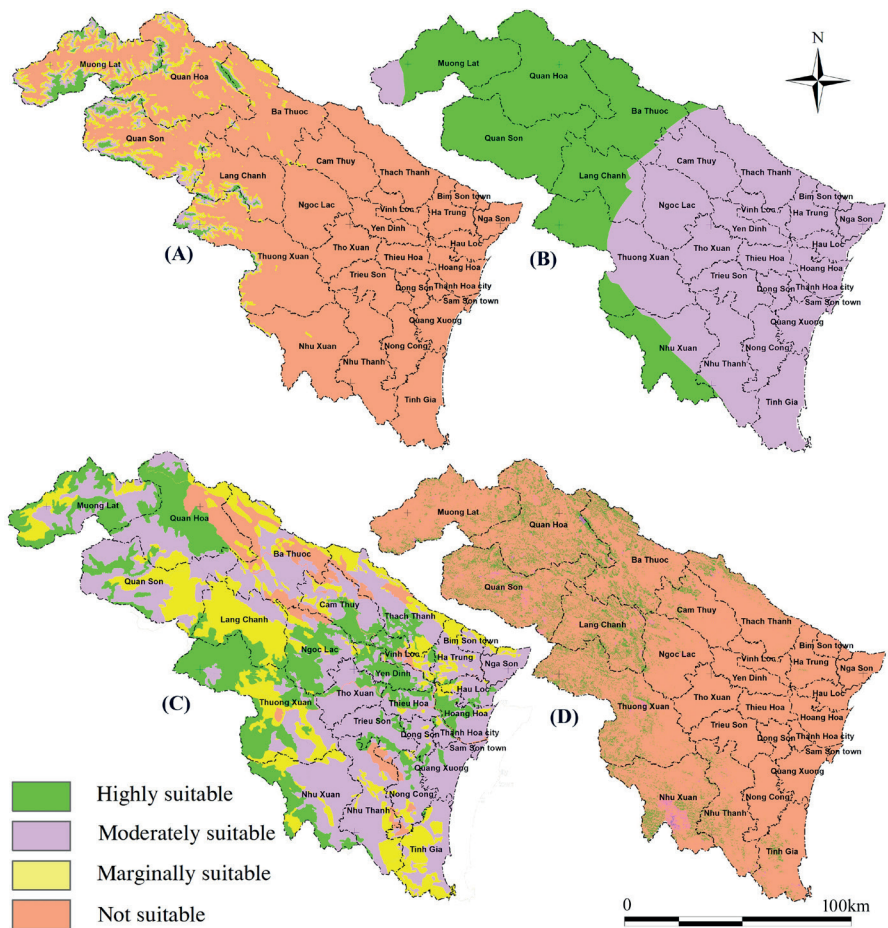 N
Muong Lat
Quan Hoa
Ba Thuoc
Quan Son
Cam Thuy
Lang Chanh
Thach Thanh
Bim Son town
Ngoc Lac
Vinh Loc
Ha Trung
Nga Son
Yen Dinh
Hau Loc
(A)
Tho Xuan
Thieu Hoa
Hoang Hoa
Thuong Xuan
Trieu Son
Dong Son
Thanh Hoa city
Sam Son town
Quang Xuong
Nhu Xuan
Nong Cong
Nhu Thanh
Tinh Gia
Muong Lat
Quan Hoa
Ba Thuoc
Quan Son
Cam Thuy
Lang Chanh
Thach Thanh
Bim Son town
Ngoc Lac
Vinh Loc
Ha Trung
Nga Son
Yen Dinh
Hau Loc
(B)
Tho Xuan
Thieu Hoa
Hoang Hoa
Thuong Xuan
Trieu Son
Dong Son
Thanh Hoa city
Sam Son town
Quang Xuong
Nhu Xuan
Nong Cong
Nhu Thanh
Tinh Gia
Muong Lat
Quan Hoa
Ba Thuoc
Quan Son
Cam Thuy
Lang Chanh
Thach Thanh
Bim Son town
Ngoc Lac
Vinh Loc
Ha Trung
Nga Son
Yen Dinh
Hau Loc
(C)
Tho Xuan
Thieu Hoa
Hoang Hoa
Thuong Xuan
Trieu Son
Dong Son
Thanh Hoa city
Sam Son town
Quang Xuong
Nhu Xuan
Nong Cong
Nhu Thanh
Tinh Gia
Muong Lat
Quan Hoa
Ba Thuoc
Quan Son
Cam Thuy
Lang Chanh
Thach Thanh
Bim Son town
Ngoc Lac
Vinh Loc
Ha Trung
Nga Son
Yen Dinh
Hau Loc
(D)
Tho Xuan
Thieu Hoa
Hoang Hoa
Thuong Xuan
Trieu Son
Dong Son
Thanh Hoa city
Sam Son town
Quang Xuong
Nhu Xuan
Nong Cong
Nhu Thanh
Tinh Gia
Highly suitable
Moderately suitable
Marginally suitable
Not suitable
0 100km